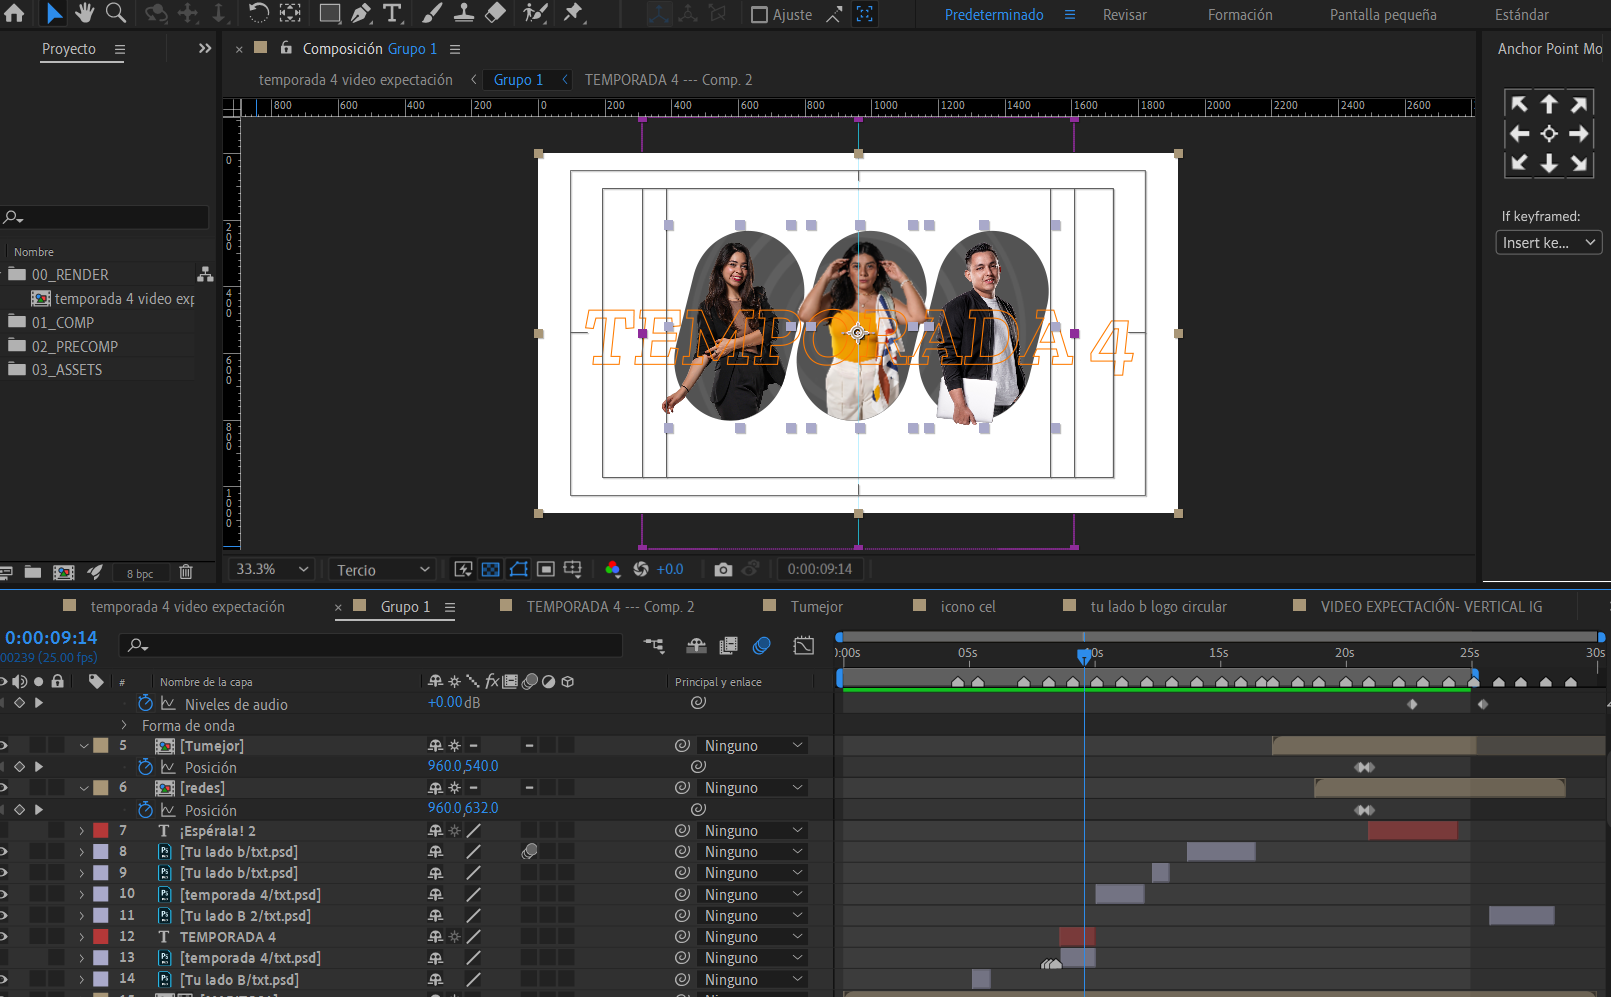 Ajuste
Predeterminado
Revisar
Formación
Pantalla pequeña
Estándar
Proyecto
Composición Grupo 1
Anchor Point Mo
temporada 4 video expectación
Grupo 1
TEMPORADA 4 --- Comp. 2
800 600 400 200 0 200 400 600 800 1000 1200 1400 1600 1800 2000 2200 2400 2600
0
200
400
600
800
1000
TEMPORADA 4
If keyframed:
Insert ke...
Nombre
00_RENDER
temporada 4 video exp
01_COMP
02_PRECOMP
03_ASSETS
8 bpc
33.3%
Tercio
+0.0
0:00:09:14
temporada 4 video expectación
Grupo 1
TEMPORADA 4 --- Comp. 2
Tumejor
icono cel
tu lado b logo circular
VIDEO EXPECTACIÓN- VERTICAL IG
0:00:09:14
00239 (25.00 fps)
):00s 05s 10s 15s 20s 25s 30s
# Nombre de la capa
Principal y enlace
Niveles de audio +0.00 dB
Forma de onda
5 [Tumejor] Ninguno
Posición 960.0,540.0
6 [redes] Ninguno
Posición 960.0,632.0
7 T ¡Espérala! 2 Ninguno
8 [Tu lado b/txt.psd] Ninguno
9 [Tu lado b/txt.psd] Ninguno
10 [temporada 4/txt.psd] Ninguno
11 [Tu lado B 2/txt.psd] Ninguno
12 T TEMPORADA 4 Ninguno
13 [temporada 4/txt.psd] Ninguno
14 [Tu lado B/txt.psd] Ninguno